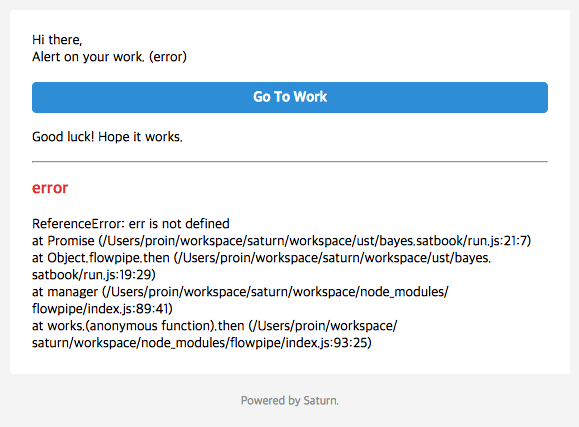 Hi there,
Alert on your work. (error)
Go To Work
Good luck! Hope it works.
error
ReferenceError: err is not defined
at Promise (/Users/proin/workspace/saturn/workspace/ust/bayes.satbook/run.js:21:7)
at Object.flowpipe.then (/Users/proin/workspace/saturn/workspace/ust/bayes.
satbook/run.js:19:29)
at manager (/Users/proin/workspace/saturn/workspace/node_modules/
flowpipe/index.js:89:41)
at works.(anonymous function).then (/Users/proin/workspace/
saturn/workspace/node_modules/flowpipe/index.js:93:25)
Powered by Saturn.